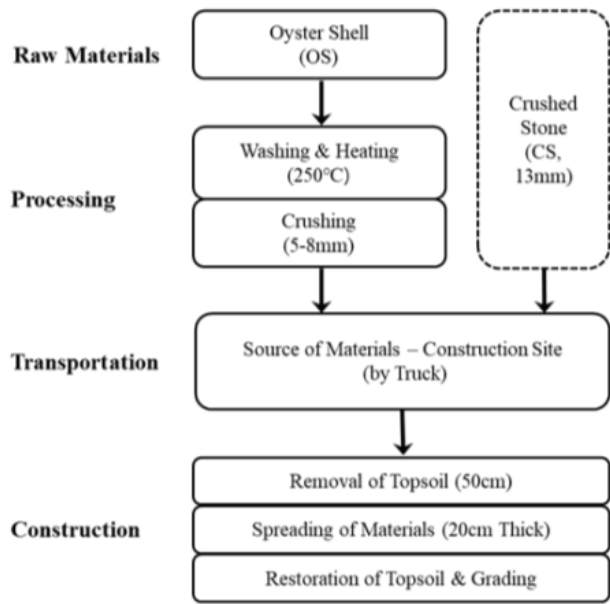 Raw Materials
Oyster Shell
(OS)
Crushed
Stone
(CS,
13mm)
Processing
Washing & Heating
(250℃)
Crushing
(5-8mm)
Transportation
Source of Materials – Construction Site
(by Truck)
Construction
Removal of Topsoil (50cm)
Spreading of Materials (20cm Thick)
Restoration of Topsoil & Grading